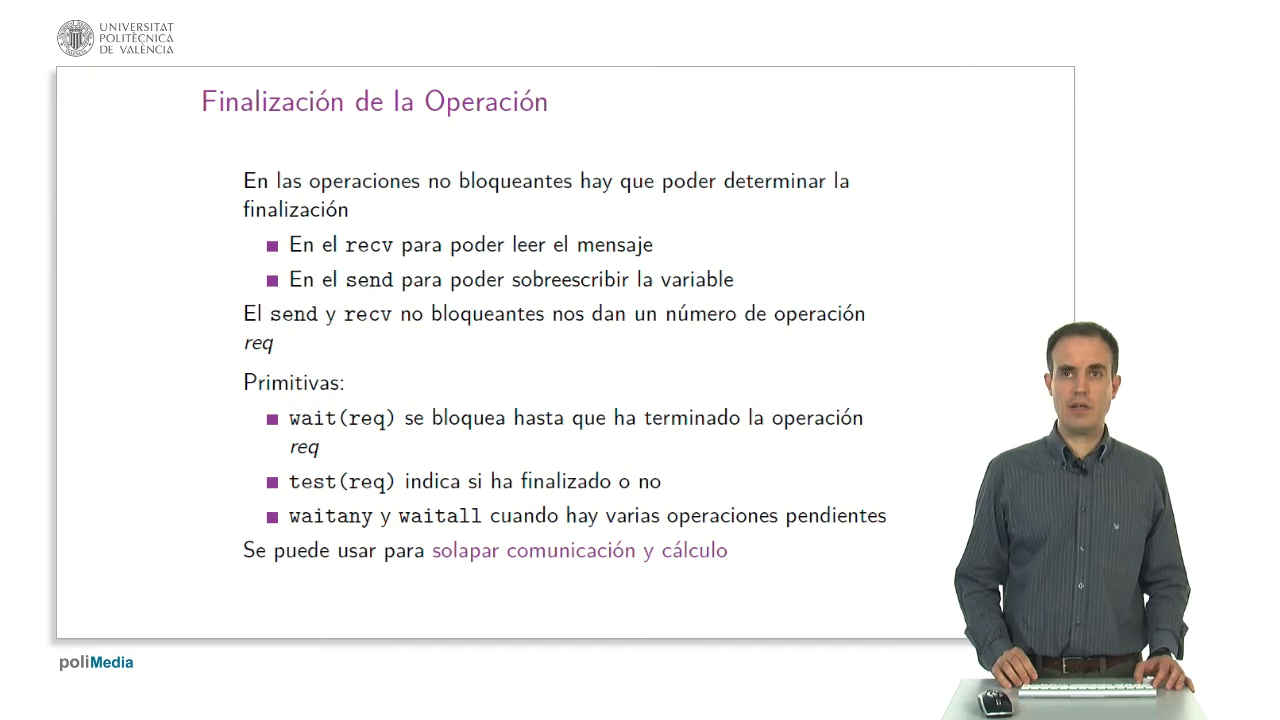 UNIVERSITAT
POLITÈCNICA
DE VALÈNCIA
Finalización de la Operación
En las operaciones no bloqueantes hay que poder determinar la
finalización
En el recv para poder leer el mensaje
En el send para poder sobreescribir la variable
El send y recv no bloqueantes nos dan un número de operación
req
Primitivas:
wait(req) se bloquea hasta que ha terminado la operación
req
test(req) indica si ha finalizado o no
waitany y waitall cuando hay varias operaciones pendientes
Se puede usar para solapar comunicación y cálculo
poliMedia